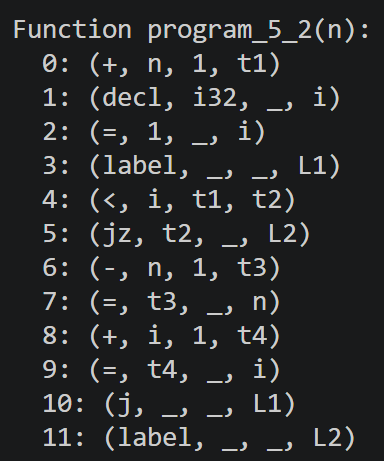 Function program_5_2(n):
0: (+, n, 1, t1)
1: (decl, i32, _, i)
2: (=, 1, _, i)
3: (label, _, _, L1)
4: (<, i, t1, t2)
5: (jz, t2, _, L2)
6: (-, n, 1, t3)
7: (=, t3, _, n)
8: (+, i, 1, t4)
9: (=, t4, _, i)
10: (j, _, _, L1)
11: (label, _, _, L2)